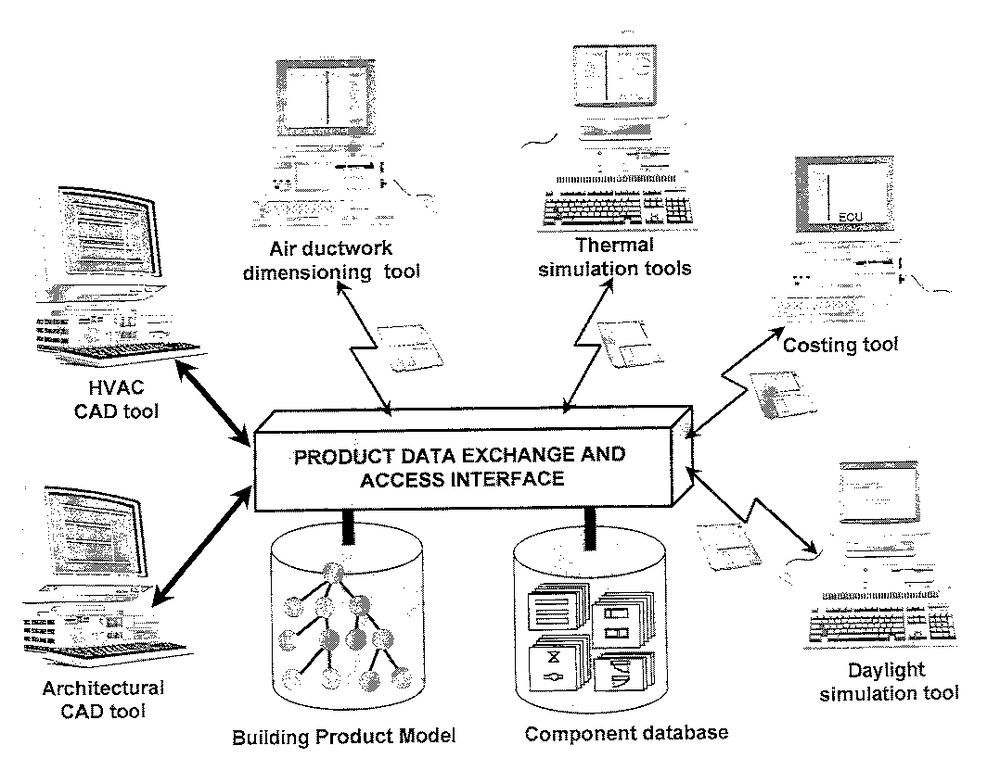 Air ductwork
dimensioning tool
Thermal
simulation tools
ECU
Costing tool
HVAC
CAD tool
PRODUCT DATA EXCHANGE AND
ACCESS INTERFACE
Architectural
CAD tool
Daylight
simulation tool
Building Product Model
Component database